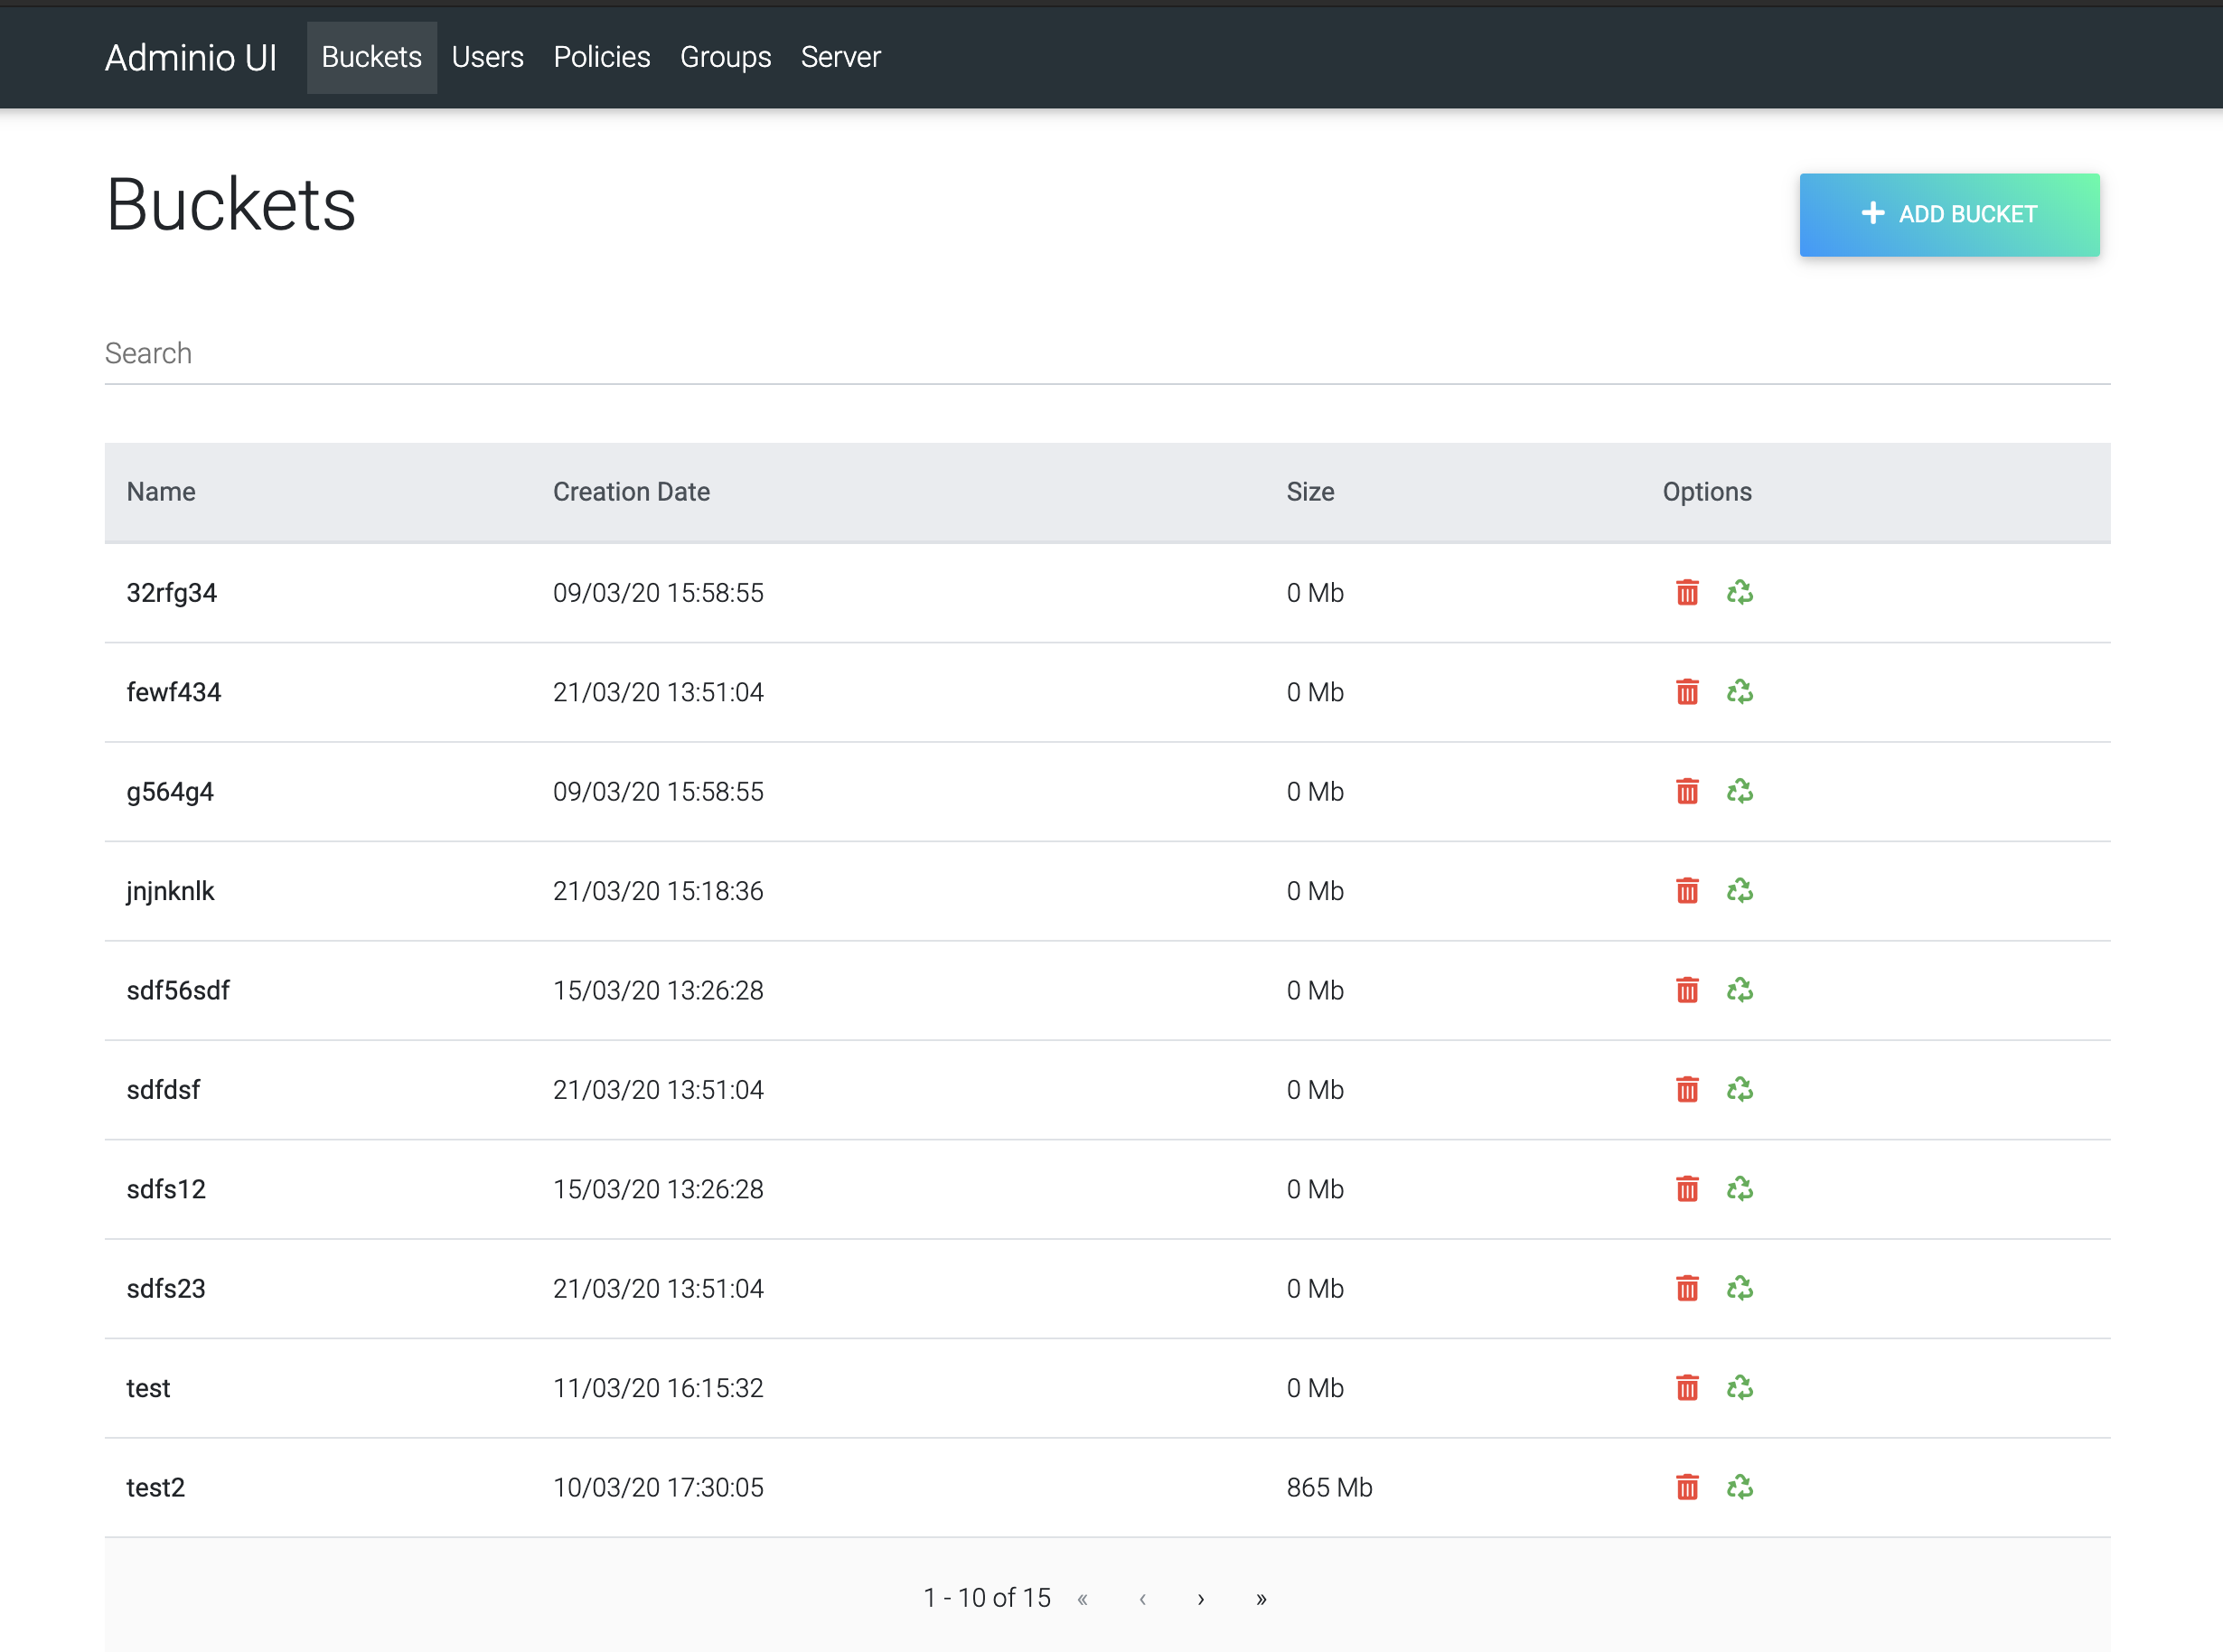 Adminio UI Buckets Users Policies Groups Server
Buckets
+ ADD BUCKET
Search
Name Creation Date Size Options
32rfg34 09/03/20 15:58:55 0 Mb
fewf434 21/03/20 13:51:04 0 Mb
g564g4 09/03/20 15:58:55 0 Mb
jnjnknlk 21/03/20 15:18:36 0 Mb
sdf56sdf 15/03/20 13:26:28 0 Mb
sdfdsf 21/03/20 13:51:04 0 Mb
sdfs12 15/03/20 13:26:28 0 Mb
sdfs23 21/03/20 13:51:04 0 Mb
test 11/03/20 16:15:32 0 Mb
test2 10/03/20 17:30:05 865 Mb
1 - 10 of 15 « ‹ › »